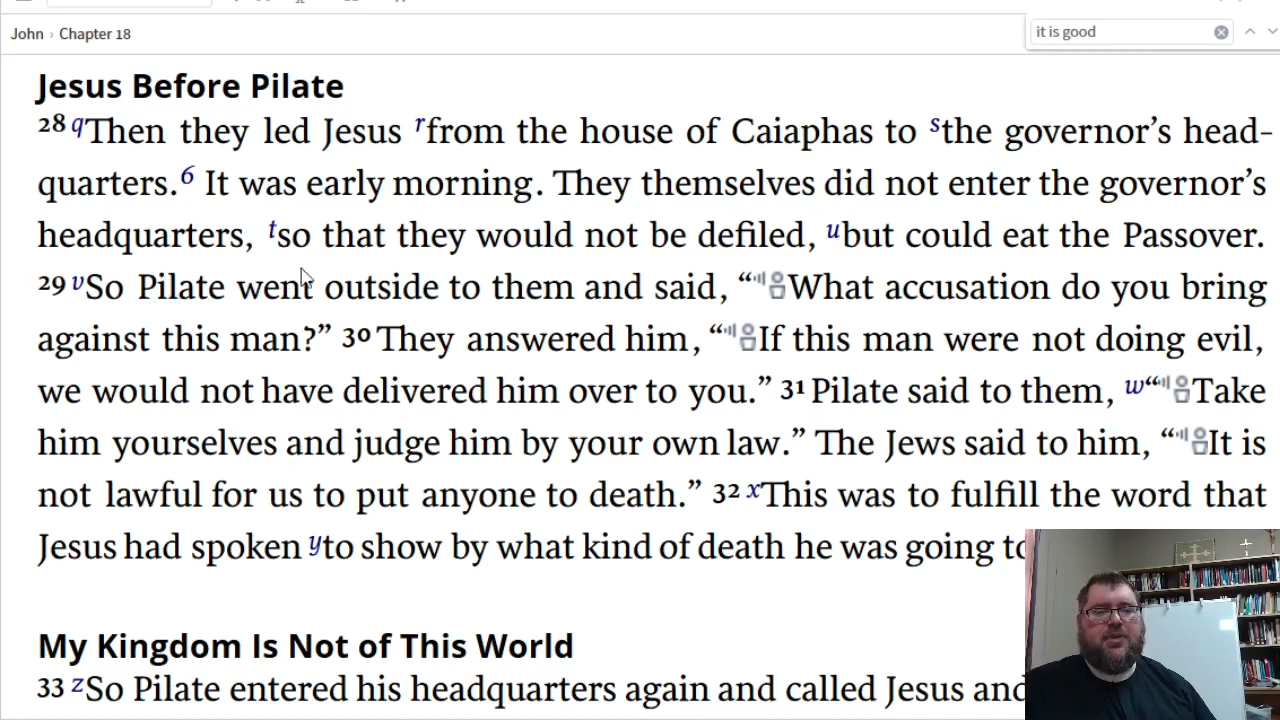 John › Chapter 18
it is good
Jesus Before Pilate
28 qThen they led Jesus rfrom the house of Caiaphas to sthe governor’s head-
quarters.6 It was early morning. They themselves did not enter the governor’s
headquarters, tso that they would not be defiled, ubut could eat the Passover.
29 vSo Pilate went outside to them and said, “What accusation do you bring
against this man?” 30 They answered him, “If this man were not doing evil,
we would not have delivered him over to you.” 31 Pilate said to them, w“Take
him yourselves and judge him by your own law.” The Jews said to him, “It is
not lawful for us to put anyone to death.” 32 xThis was to fulfill the word that
Jesus had spoken yto show by what kind of death he was going to
My Kingdom Is Not of This World
33 zSo Pilate entered his headquarters again and called Jesus and